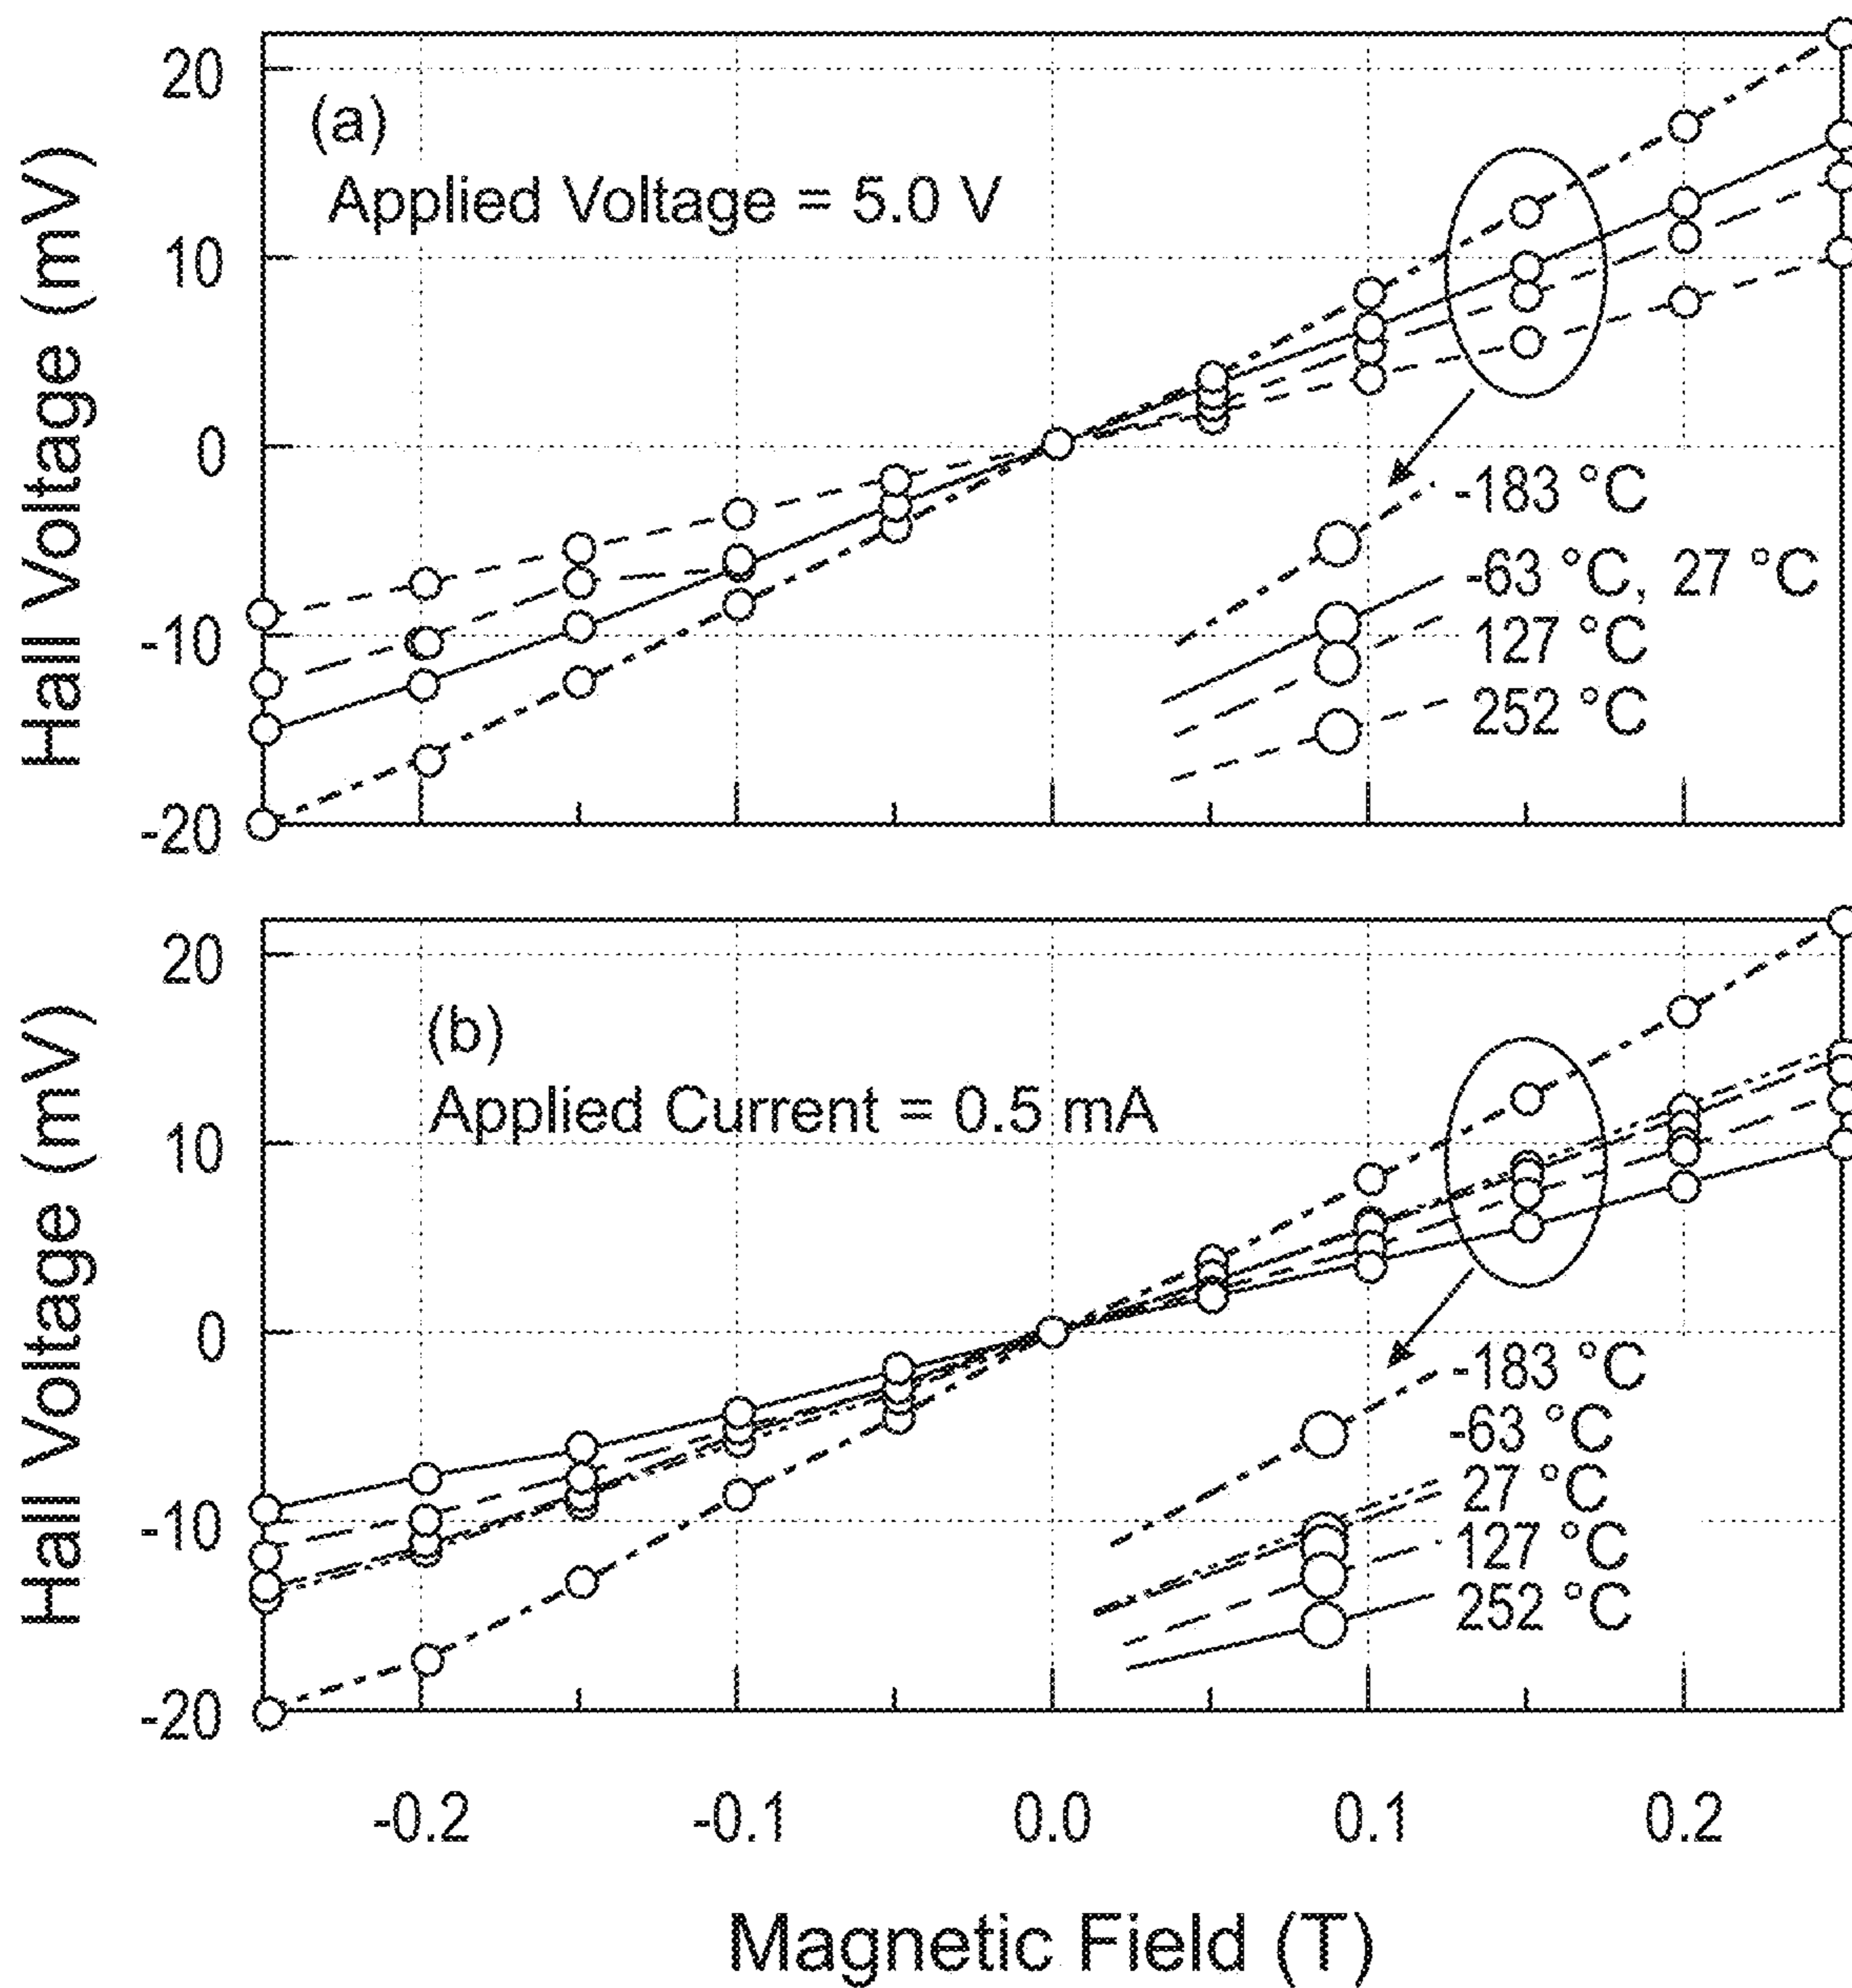 Hall Voltage (mV)
20
10
0
-10
-20
(a)
Applied Voltage = 5.0 V
-183 °C
-63 °C, 27 °C
127 °C
252 °C
Hall Voltage (mV)
20
10
0
-10
-20
(b)
Applied Current = 0.5 mA
-183 °C
-63 °C
27 °C
127 °C
252 °C
-0.2 -0.1 0.0 0.1 0.2
Magnetic Field (T)